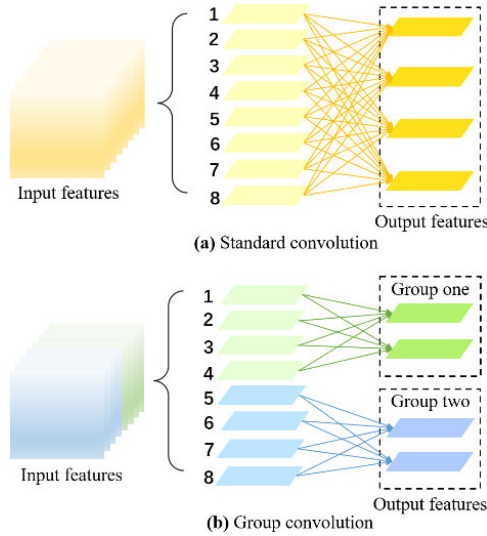 1
2
3
4
5
6
7
8
Input features
Output features
(a) Standard convolution
1
2
3
4
5
6
7
8
Group one
Group two
Input features
Output features
(b) Group convolution